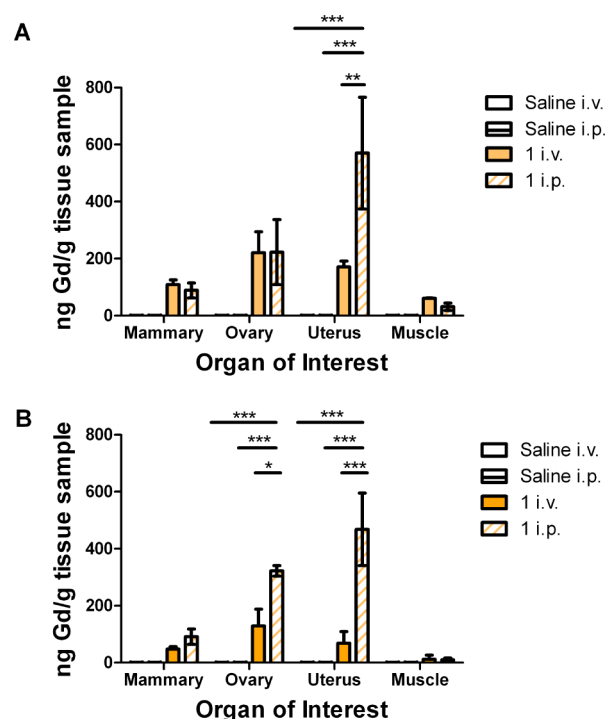 A
***
***
**
800
600
400
200
0
ng Gd/g tissue sample
Mammary Ovary Uterus Muscle
Organ of Interest
Saline i.v.
Saline i.p.
1 i.v.
1 i.p.
B
*** ***
*** ***
* ***
800
600
400
200
0
ng Gd/g tissue sample
Mammary Ovary Uterus Muscle
Organ of Interest
Saline i.v.
Saline i.p.
1 i.v.
1 i.p.